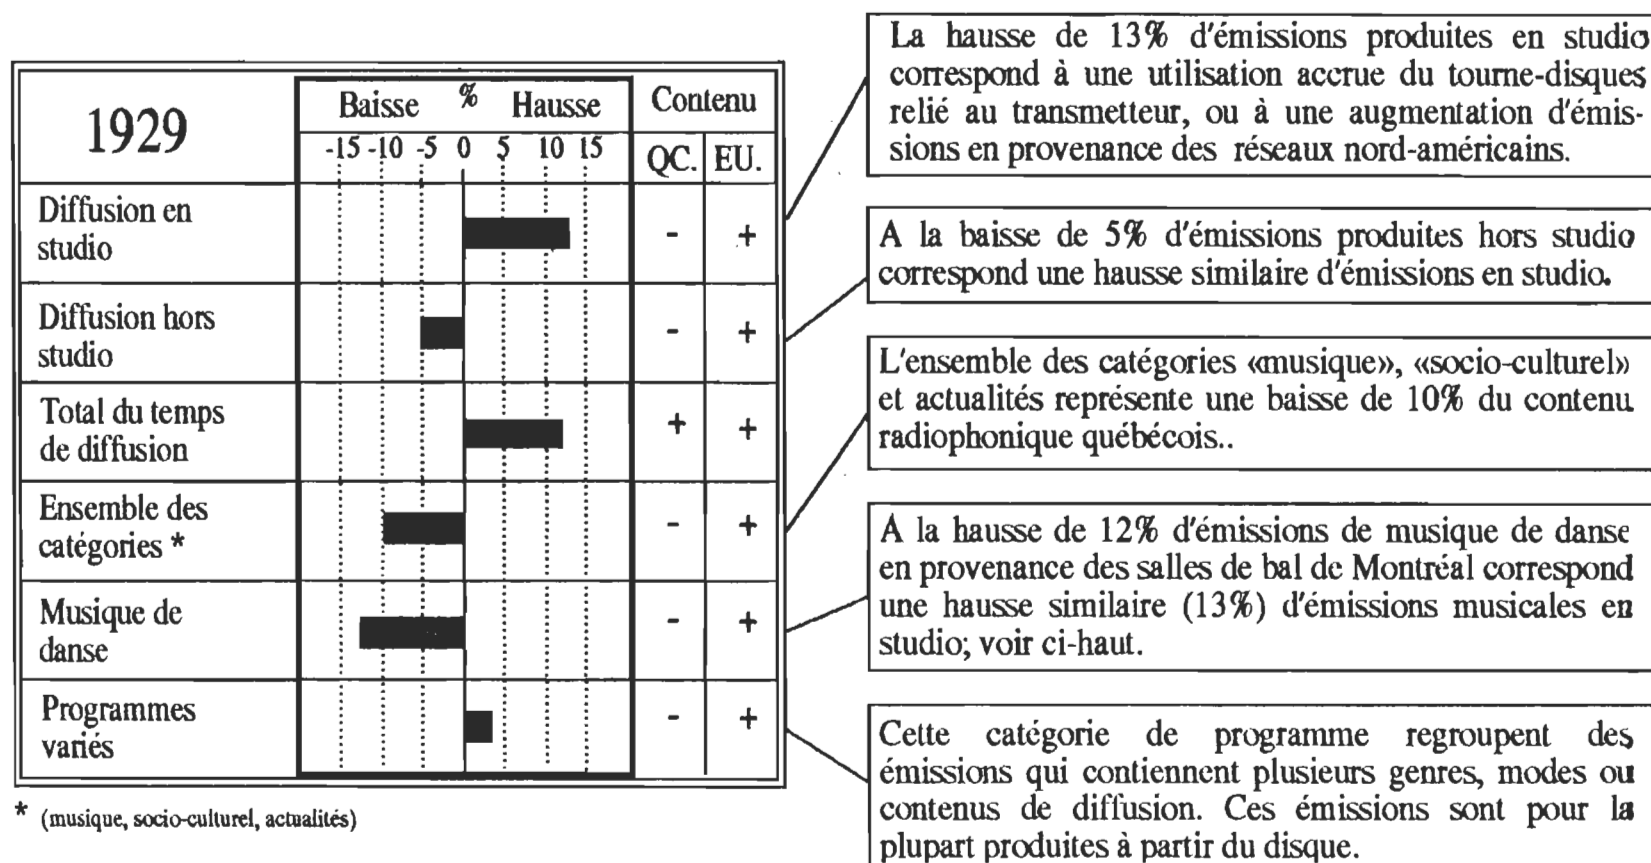 1929
Baisse % Hausse
Contenu
-15 -10 -5 0 5 10 15
QC. EU.
Diffusion en
studio
- +
Diffusion hors
studio
- +
Total du temps
de diffusion
+ +
Ensemble des
catégories *
- +
Musique de
danse
- +
Programmes
variés
- +
* (musique, socio-culturel, actualités)
La hausse de 13% d'émissions produites en studio
correspond à une utilisation accrue du tourne-disques
relié au transmetteur, ou à une augmentation d'émis-
sions en provenance des réseaux nord-américains.
A la baisse de 5% d'émissions produites hors studio
correspond une hausse similaire d'émissions en studio.
L'ensemble des catégories «musique», «socio-culturel»
et actualités représente une baisse de 10% du contenu
radiophonique québécois..
A la hausse de 12% d'émissions de musique de danse
en provenance des salles de bal de Montréal correspond
une hausse similaire (13%) d'émissions musicales en
studio; voir ci-haut.
Cette catégorie de programme regroupent des
émissions qui contiennent plusieurs genres, modes ou
contenus de diffusion. Ces émissions sont pour la
plupart produites à partir du disque.